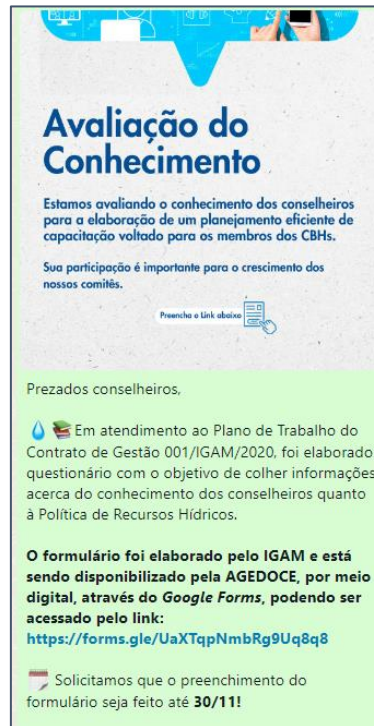 Avaliação do
Conhecimento
Estamos avaliando o conhecimento dos conselheiros
para a elaboração de um planejamento eficiente de
capacitação voltado para os membros dos CBHs.
Sua participação é importante para o crescimento dos
nossos comitês.
Preencha o Link abaixo
Prezados conselheiros,
💧 📚 Em atendimento ao Plano de Trabalho do
Contrato de Gestão 001/IGAM/2020, foi elaborado
questionário com o objetivo de colher informações
acerca do conhecimento dos conselheiros quanto
à Política de Recursos Hídricos.
O formulário foi elaborado pelo IGAM e está
sendo disponibilizado pela AGEDOCE, por meio
digital, através do Google Forms, podendo ser
acessado pelo link:
https://forms.gle/UaXTqpNmbRg9Uq8q8
🗓️ Solicitamos que o preenchimento do
formulário seja feito até 30/11!